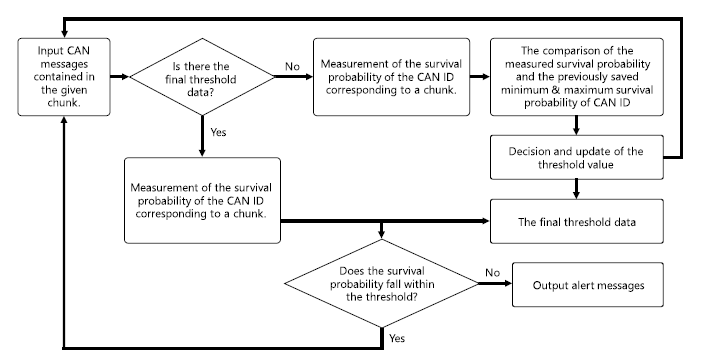 Input CAN
messages
contained in
the given
chunk.
Is there the
final threshold
data?
No
Measurement of the survival
probability of the CAN ID
corresponding to a chunk.
The comparison of the
measured survival probability
and the previously saved
minimum & maximum survival
probability of CAN ID
Yes
Decision and update of the
threshold value
Measurement of the survival
probability of the CAN ID
corresponding to a chunk.
The final threshold data
Does the survival
probability fall within
the threshold?
No
Output alert messages
Yes